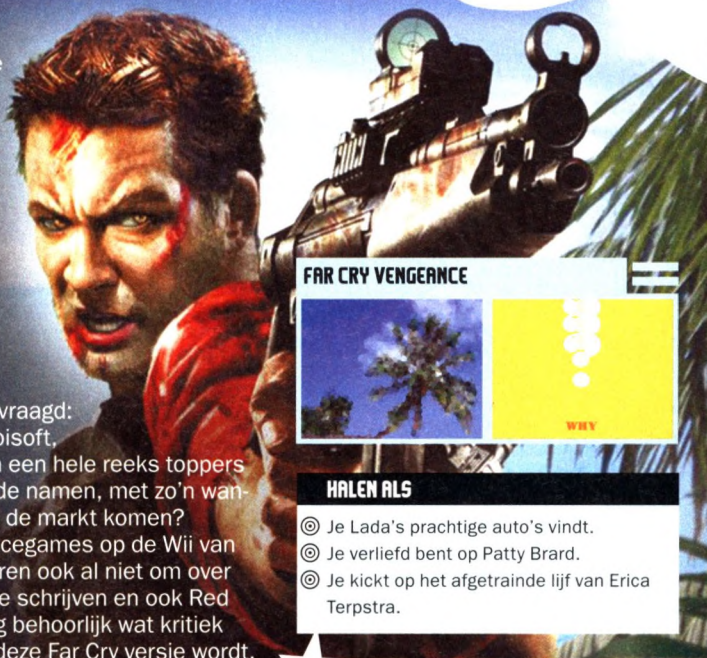 FAR CRY VENGEANCE
WHY
vraagd:
oisoft,
een hele reeks toppers
de namen, met zo'n wan-
de markt komen?
cegames op de Wii van
ren ook al niet om over
e schrijven en ook Red
g behoorlijk wat kritiek
deze Far Cry versie wordt,
HALEN ALS
Je Lada's prachtige auto's vindt.
Je verliefd bent op Patty Brard.
Je kickt op het afgetrainde lijf van Erica
Terpstra.